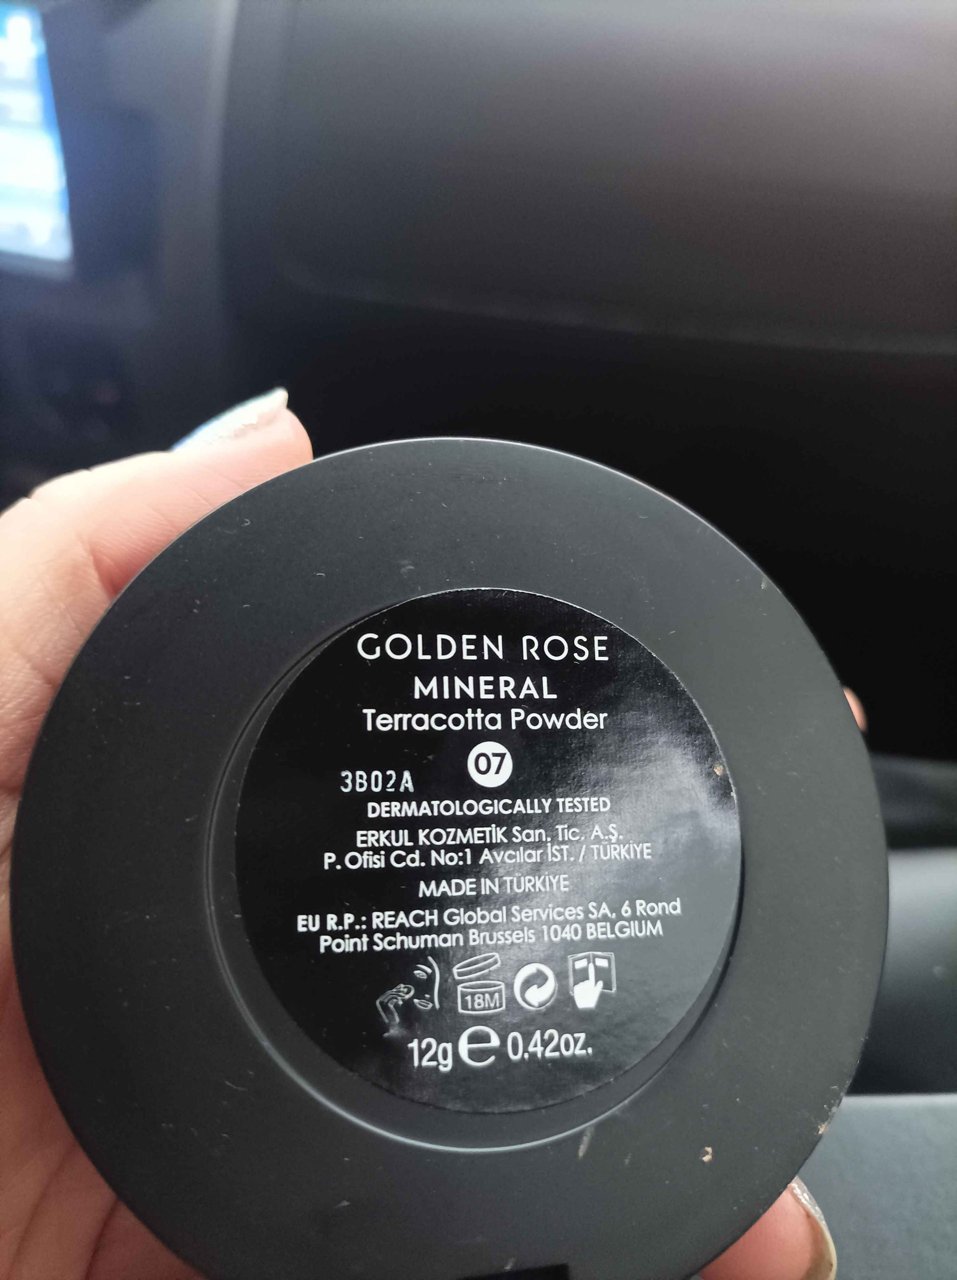 GOLDEN ROSE
MINERAL
Terracotta Powder
07
3B02A
DERMATOLOGICALLY TESTED
ERKUL KOZMETİK San. Tic. A.Ş.
P. Ofisi Cd. No:1 Avcılar İST. / TÜRKİYE
MADE IN TÜRKİYE
EU R.P.: REACH Global Services SA, 6 Rond
Point Schuman Brussels 1040 BELGIUM
18M
12g e 0.42oz.